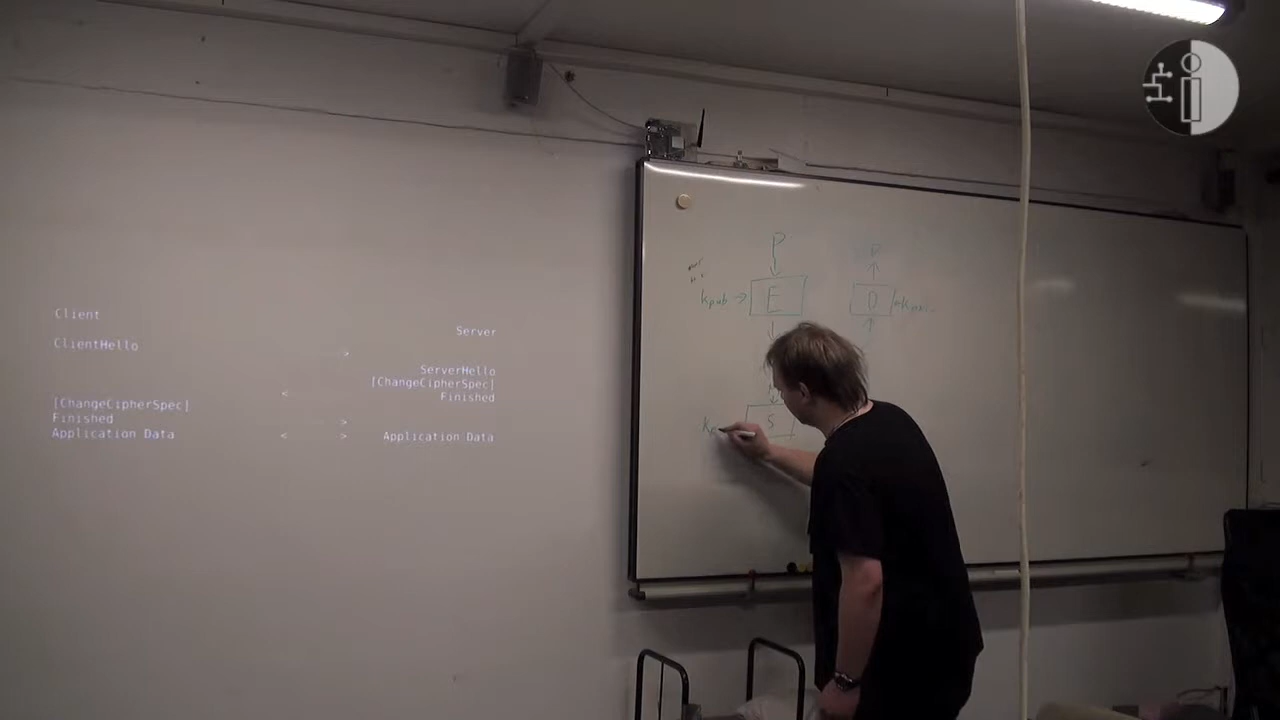 Client
Server
ClientHello
>
ServerHello
[ChangeCipherSpec]
< Finished
[ChangeCipherSpec]
Finished >
Application Data < > Application Data
P
kpub → E
D
S